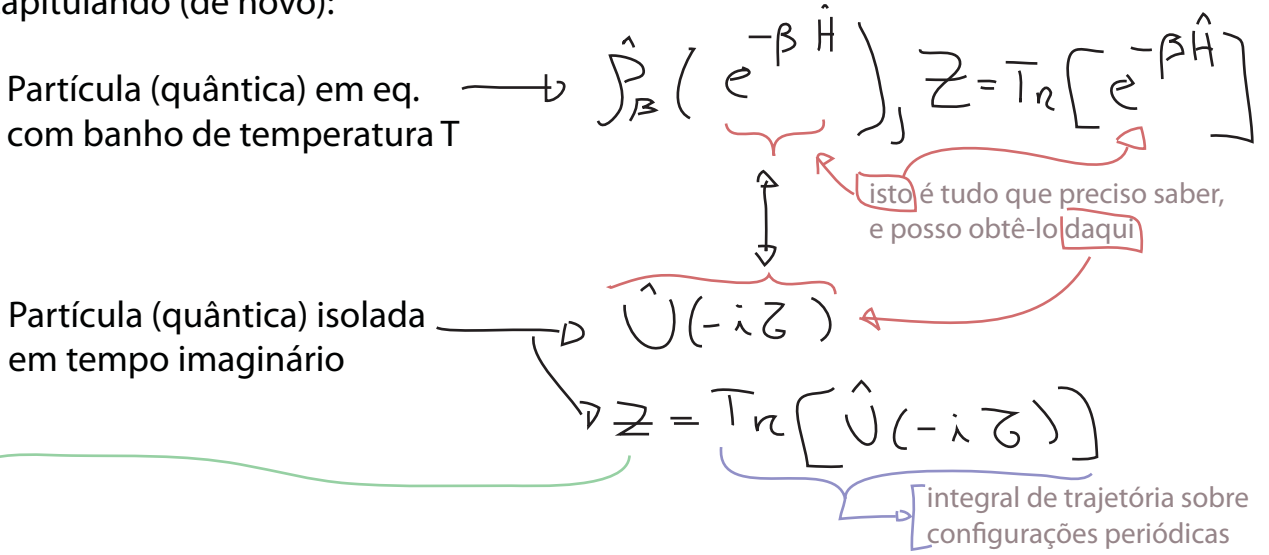 apitulando (de novo):
Partícula (quântica) em eq.
com banho de temperatura T
ρ̂_β ( e^{-β Ĥ} ), Z = Tr [ e^{-βĤ} ]
isto é tudo que preciso saber,
e posso obtê-lo daqui
Partícula (quântica) isolada
em tempo imaginário
Û(-iτ)
Z = Tr [ Û(-iτ) ]
integral de trajetória sobre
configurações periódicas